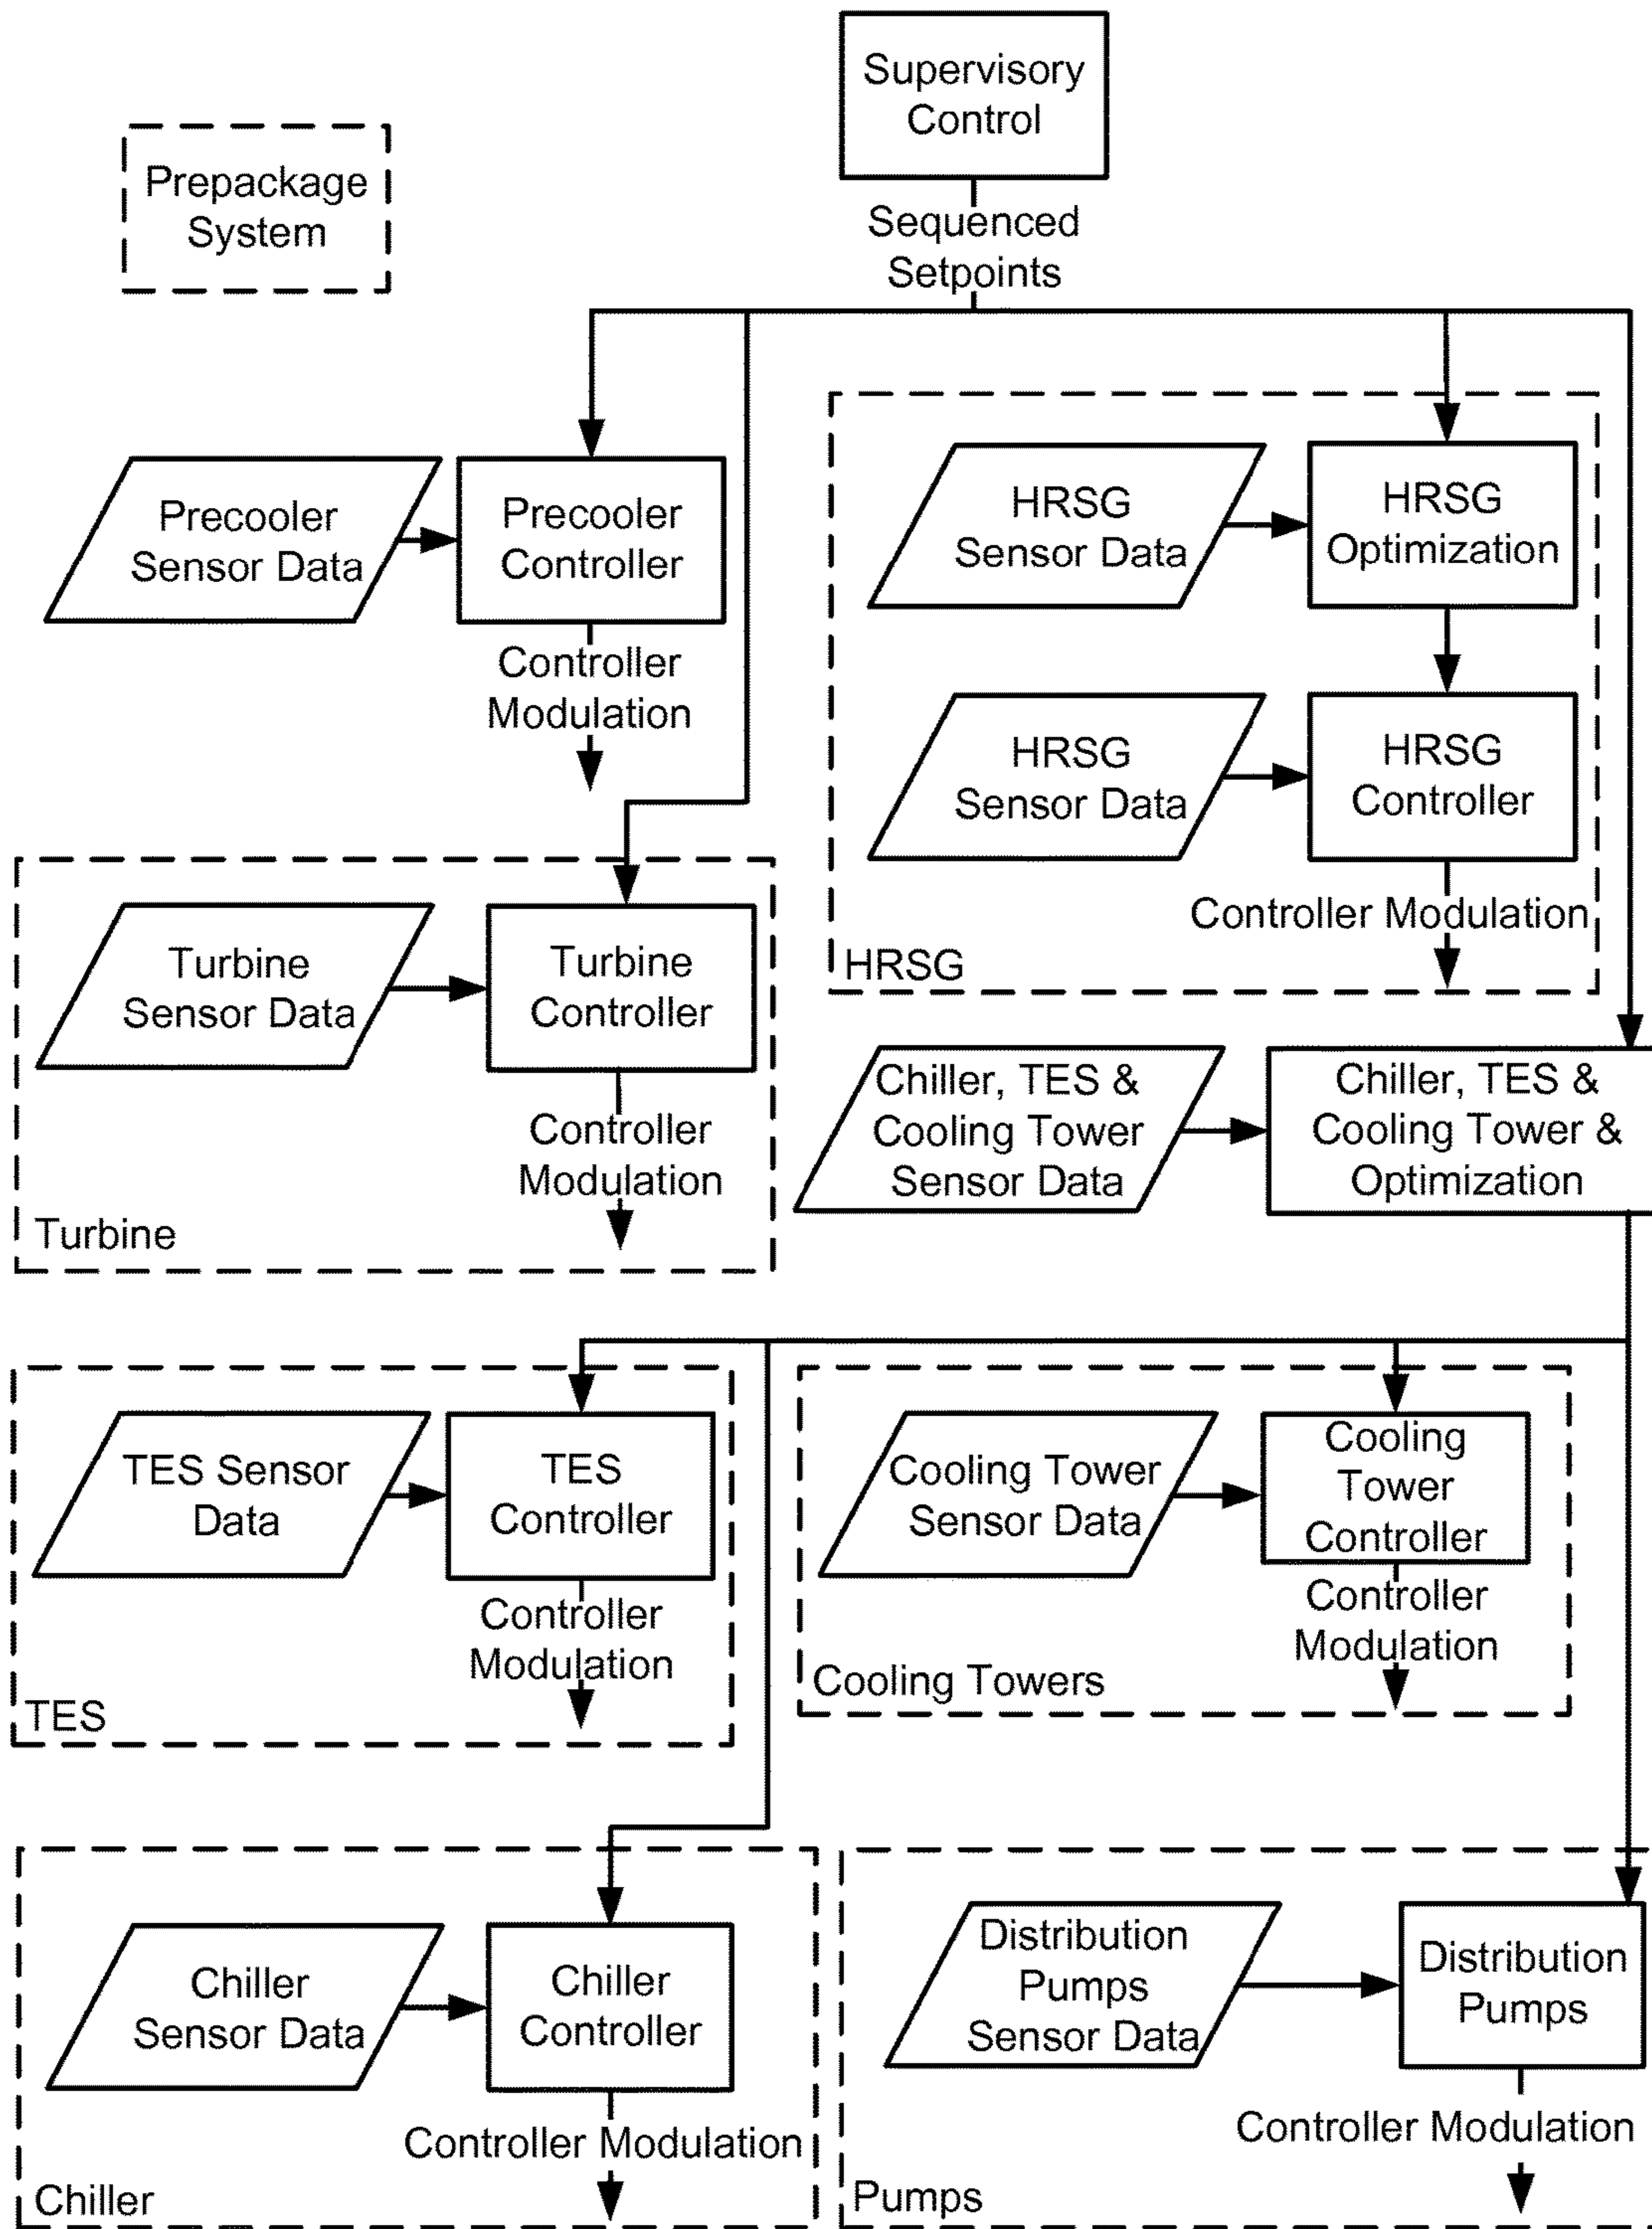 Supervisory
Control
Prepackage
System
Sequenced
Setpoints
Precooler
Sensor Data
Precooler
Controller
Controller
Modulation
HRSG
Sensor Data
HRSG
Optimization
HRSG
Sensor Data
HRSG
Controller
Controller Modulation
HRSG
Turbine
Sensor Data
Turbine
Controller
Controller
Modulation
Turbine
Chiller, TES &
Cooling Tower
Sensor Data
Chiller, TES &
Cooling Tower &
Optimization
TES Sensor
Data
TES
Controller
Controller
Modulation
TES
Cooling Tower
Sensor Data
Cooling
Tower
Controller
Controller
Modulation
Cooling Towers
Chiller
Sensor Data
Chiller
Controller
Controller Modulation
Chiller
Distribution
Pumps
Sensor Data
Distribution
Pumps
Controller Modulation
Pumps